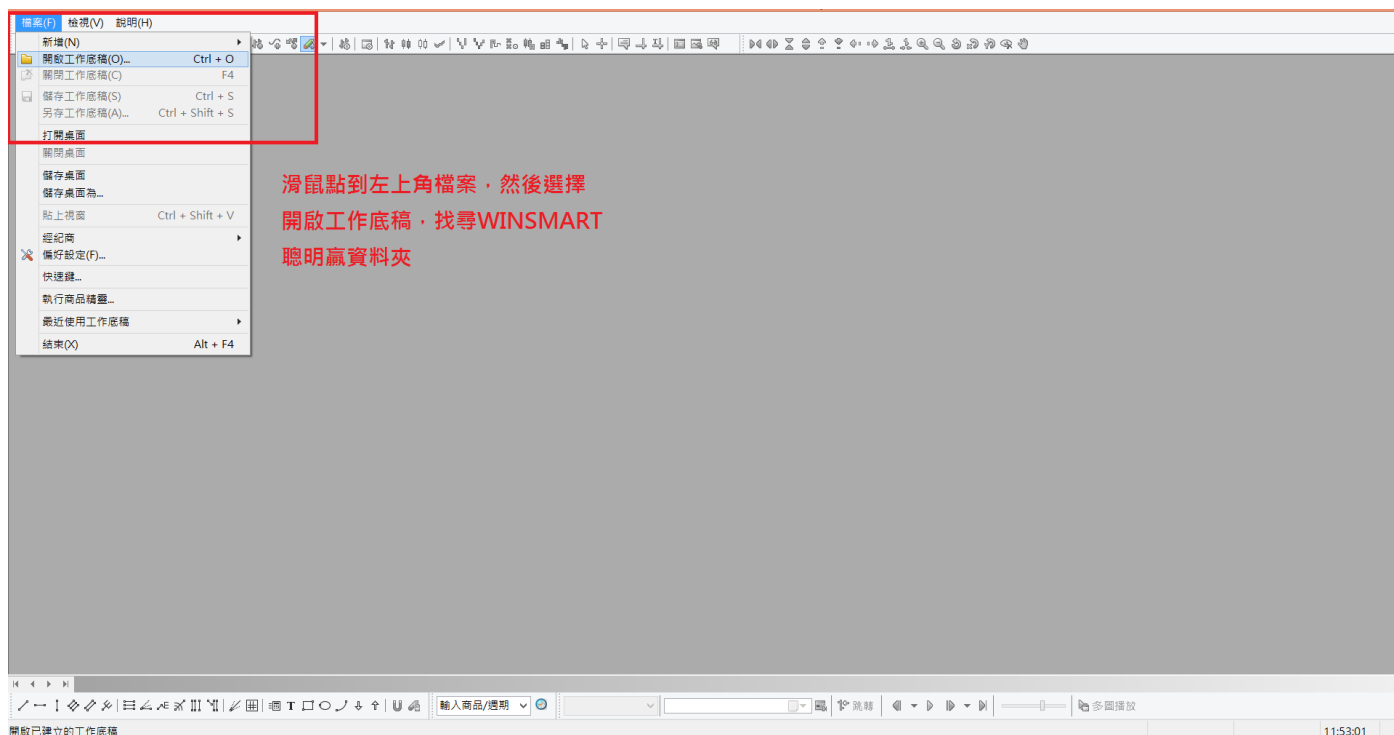 檔案(F) 檢視(V) 說明(H)
新增(N)
開啟工作底稿(O)... Ctrl + O
關閉工作底稿(C) F4
儲存工作底稿(S) Ctrl + S
另存工作底稿(A)... Ctrl + Shift + S
打開桌面
關閉桌面
儲存桌面
儲存桌面為...
貼上視窗 Ctrl + Shift + V
經紀商
偏好設定(F)...
快速鍵...
執行商品精靈...
最近使用工作底稿
結束(X) Alt + F4
滑鼠點到左上角檔案，然後選擇
開啟工作底稿，找尋WINSMART
聰明贏資料夾
輸入商品/週期 跳轉 多圖播放
開啟已建立的工作底稿 11:53:01